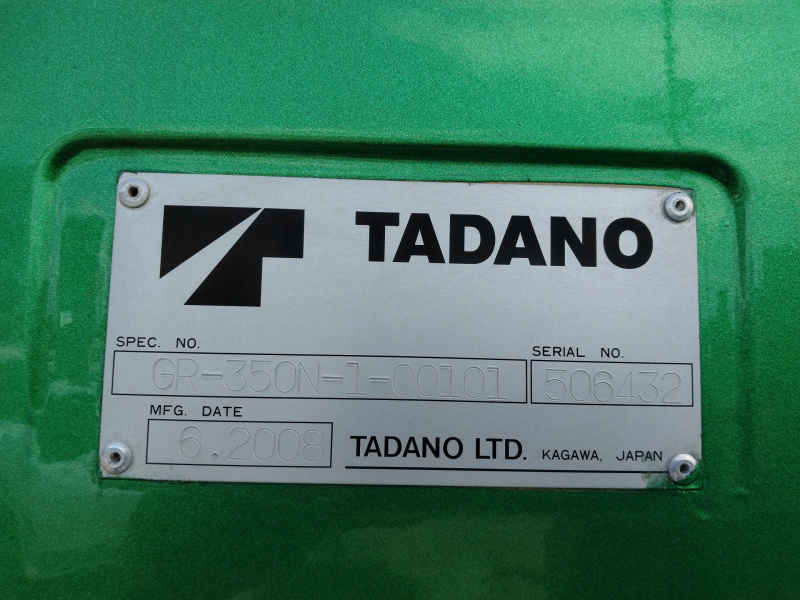 TADANO
SPEC. NO.
GR-350N-1-00101
SERIAL NO.
506432
MFG. DATE
6.2008
TADANO LTD. KAGAWA, JAPAN